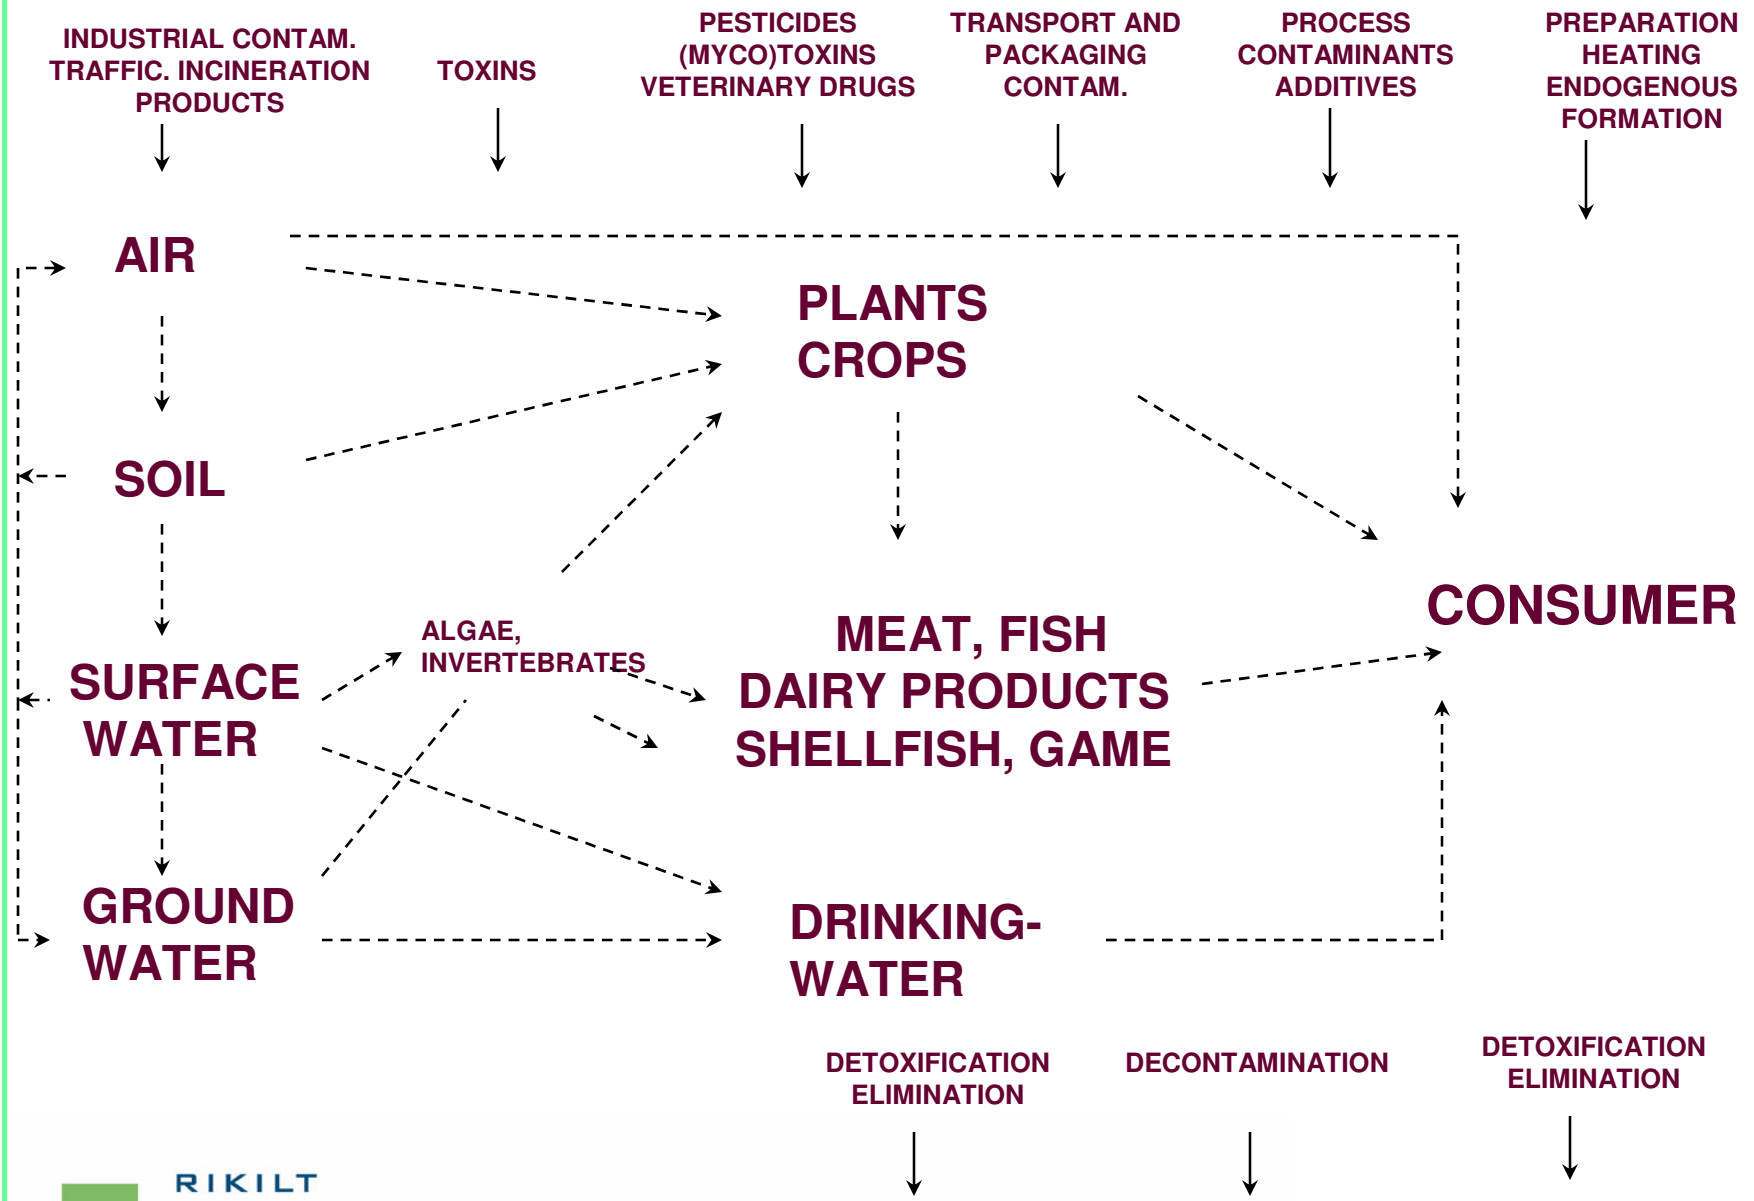 INDUSTRIAL CONTAM.
TRAFFIC. INCINERATION
PRODUCTS
TOXINS
PESTICIDES
(MYCO)TOXINS
VETERINARY DRUGS
TRANSPORT AND
PACKAGING
CONTAM.
PROCESS
CONTAMINANTS
ADDITIVES
PREPARATION
HEATING
ENDOGENOUS
FORMATION
AIR
PLANTS
CROPS
SOIL
CONSUMER
ALGAE,
INVERTEBRATES
MEAT, FISH
DAIRY PRODUCTS
SHELLFISH, GAME
SURFACE
WATER
GROUND
WATER
DRINKING-
WATER
DETOXIFICATION
ELIMINATION
DECONTAMINATION
DETOXIFICATION
ELIMINATION
RIKILT